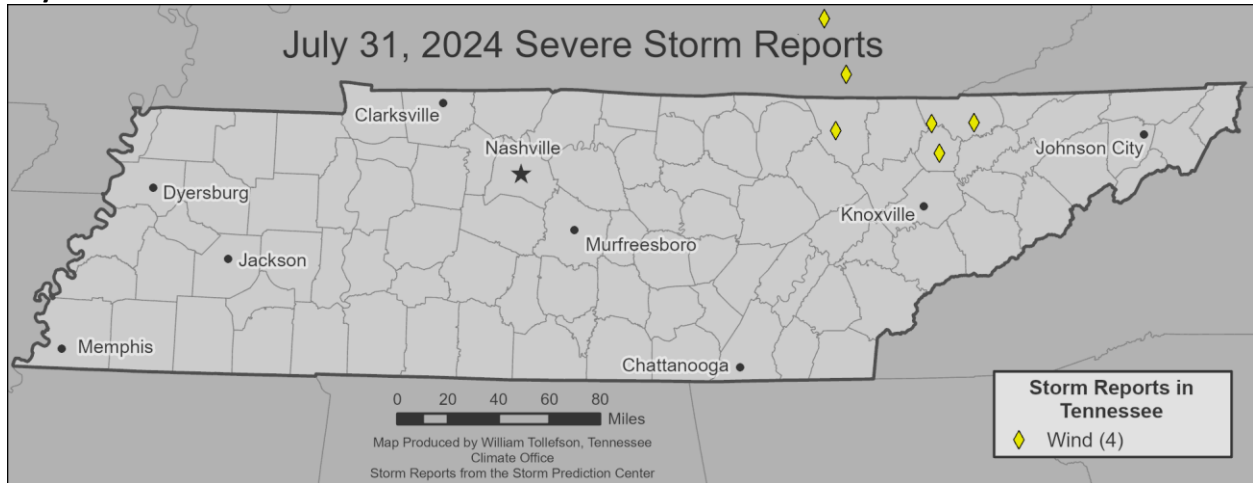 July 31, 2024 Severe Storm Reports
Clarksville
Nashville
Johnson City
Dyersburg
Knoxville
Murfreesboro
Jackson
Memphis
Chattanooga
0 20 40 60 80
Miles
Map Produced by William Tollefson, Tennessee
Climate Office
Storm Reports from the Storm Prediction Center
Storm Reports in
Tennessee
Wind (4)